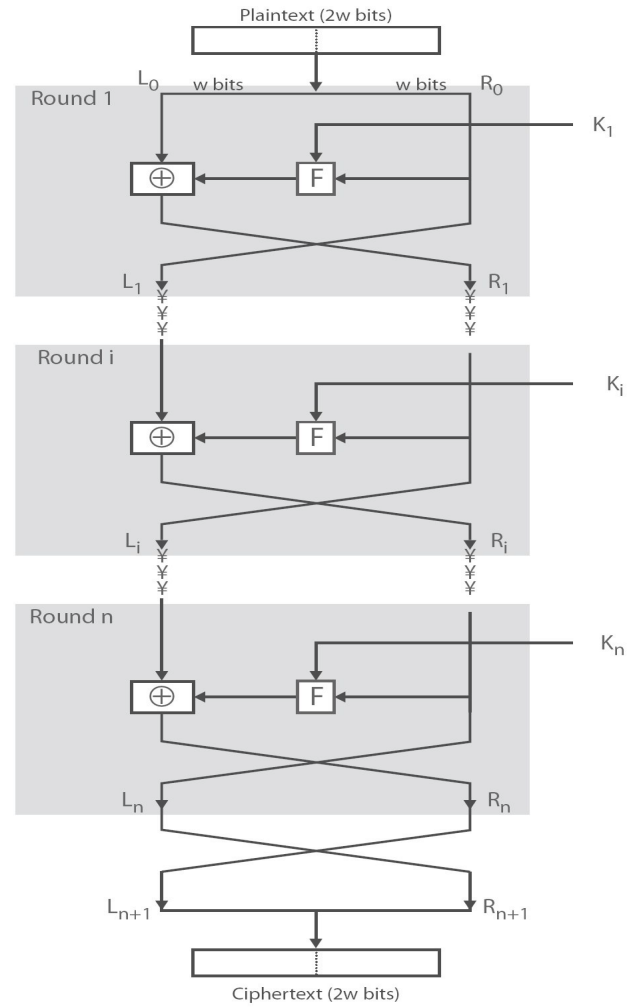 Plaintext (2w bits)
L0 w bits w bits R0
Round 1
K1
⊕ F
L1 R1
¥ ¥
¥ ¥
¥ ¥
Round i
Ki
⊕ F
Li Ri
¥ ¥
¥ ¥
¥ ¥
Round n
Kn
⊕ F
Ln Rn
Ln+1 Rn+1
Ciphertext (2w bits)